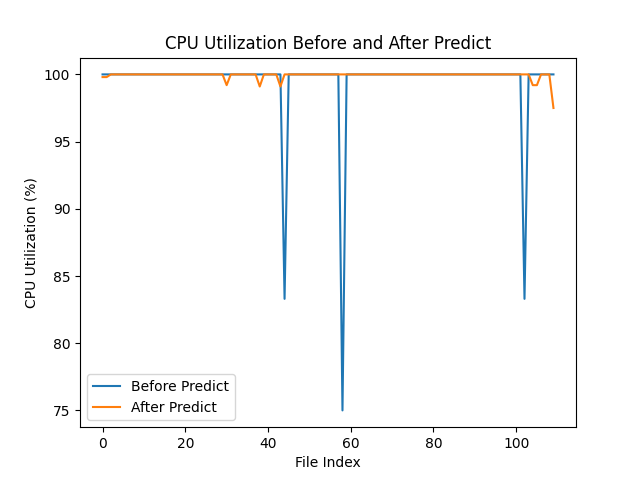 CPU Utilization Before and After Predict
100
95
90
85
80
75
CPU Utilization (%)
Before Predict
After Predict
0 20 40 60 80 100
File Index